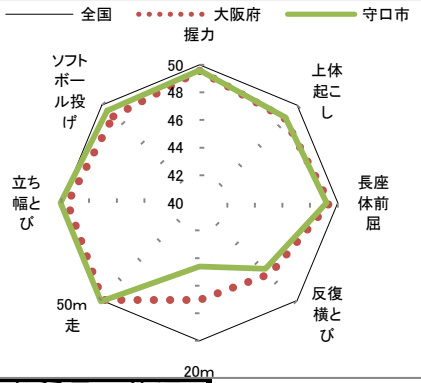 全国 大阪府 守口市
握力
50
48
46
44
42
40
上体
起こ
し
長座
体前
屈
反復
横と
び
20m
50m
走
立ち
幅と
び
ソフト
ボー
ル投
げ